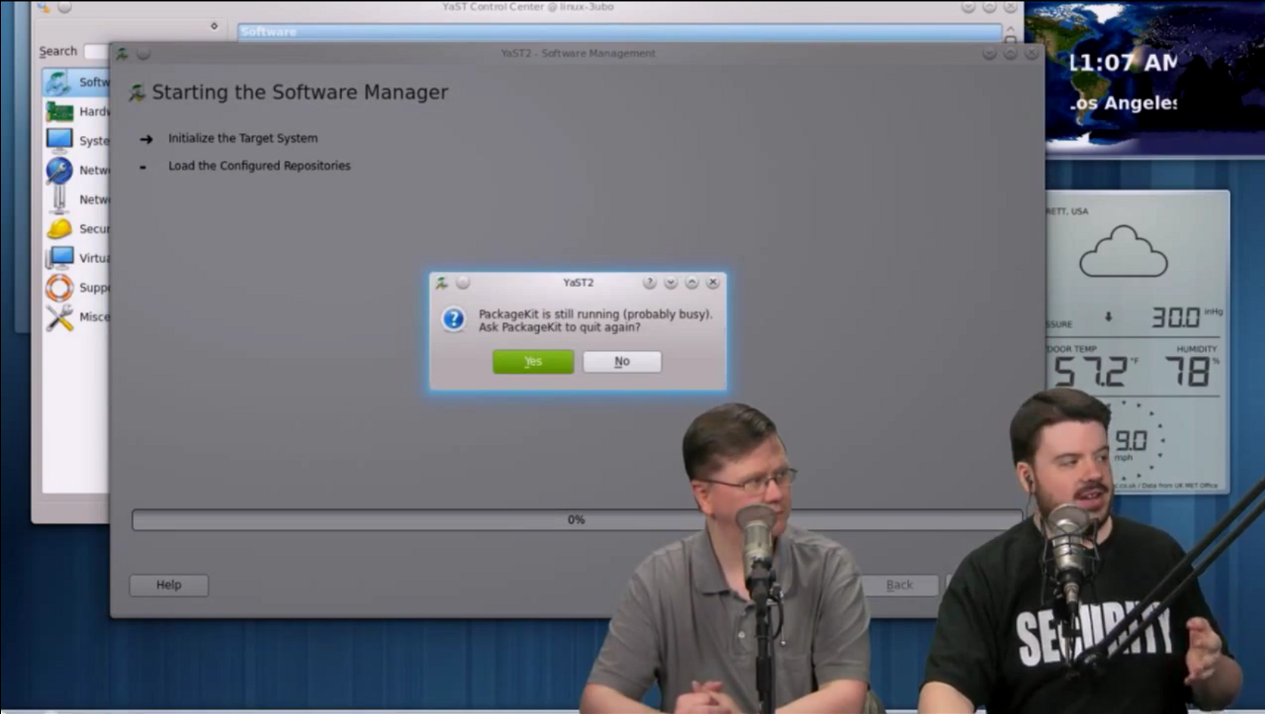 YaST Control Center @ linux-3ubo
Software
Search
YaST2 - Software Management
Starting the Software Manager
Initialize the Target System
Load the Configured Repositories
Softw
Hardw
Syste
Netw
Netw
Secur
Virtua
Suppo
Misce
YaST2
PackageKit is still running (probably busy).
Ask PackageKit to quit again?
Yes
No
0%
Help
Back
11:07 AM
Los Angeles
RETT, USA
SSURE
30.0 inHg
DOOR TEMP
HUMIDITY
57.2 °F
78 %
9.0
mph
co.uk / Data from UK MET Office
SECURITY